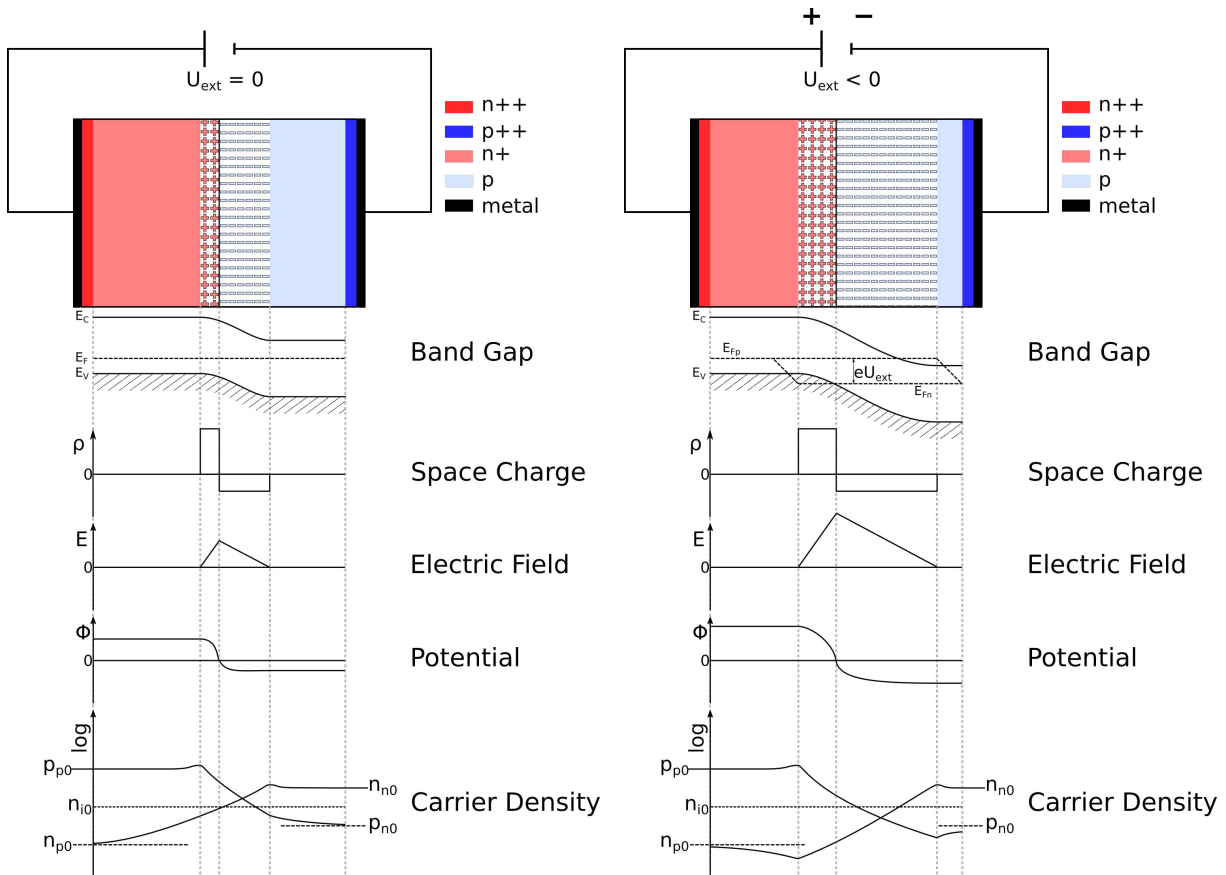 + −
U_ext = 0
n++
p++
n+
p
metal
E_C
E_F
E_V
Band Gap
ρ
0
Space Charge
E
0
Electric Field
Φ
0
Potential
log
p_p0
n_i0
n_p0
n_n0
p_n0
Carrier Density
U_ext < 0
n++
p++
n+
p
metal
E_C
E_Fp
E_V
eU_ext
E_Fn
Band Gap
ρ
0
Space Charge
E
0
Electric Field
Φ
0
Potential
log
p_p0
n_i0
n_p0
n_n0
p_n0
Carrier Density